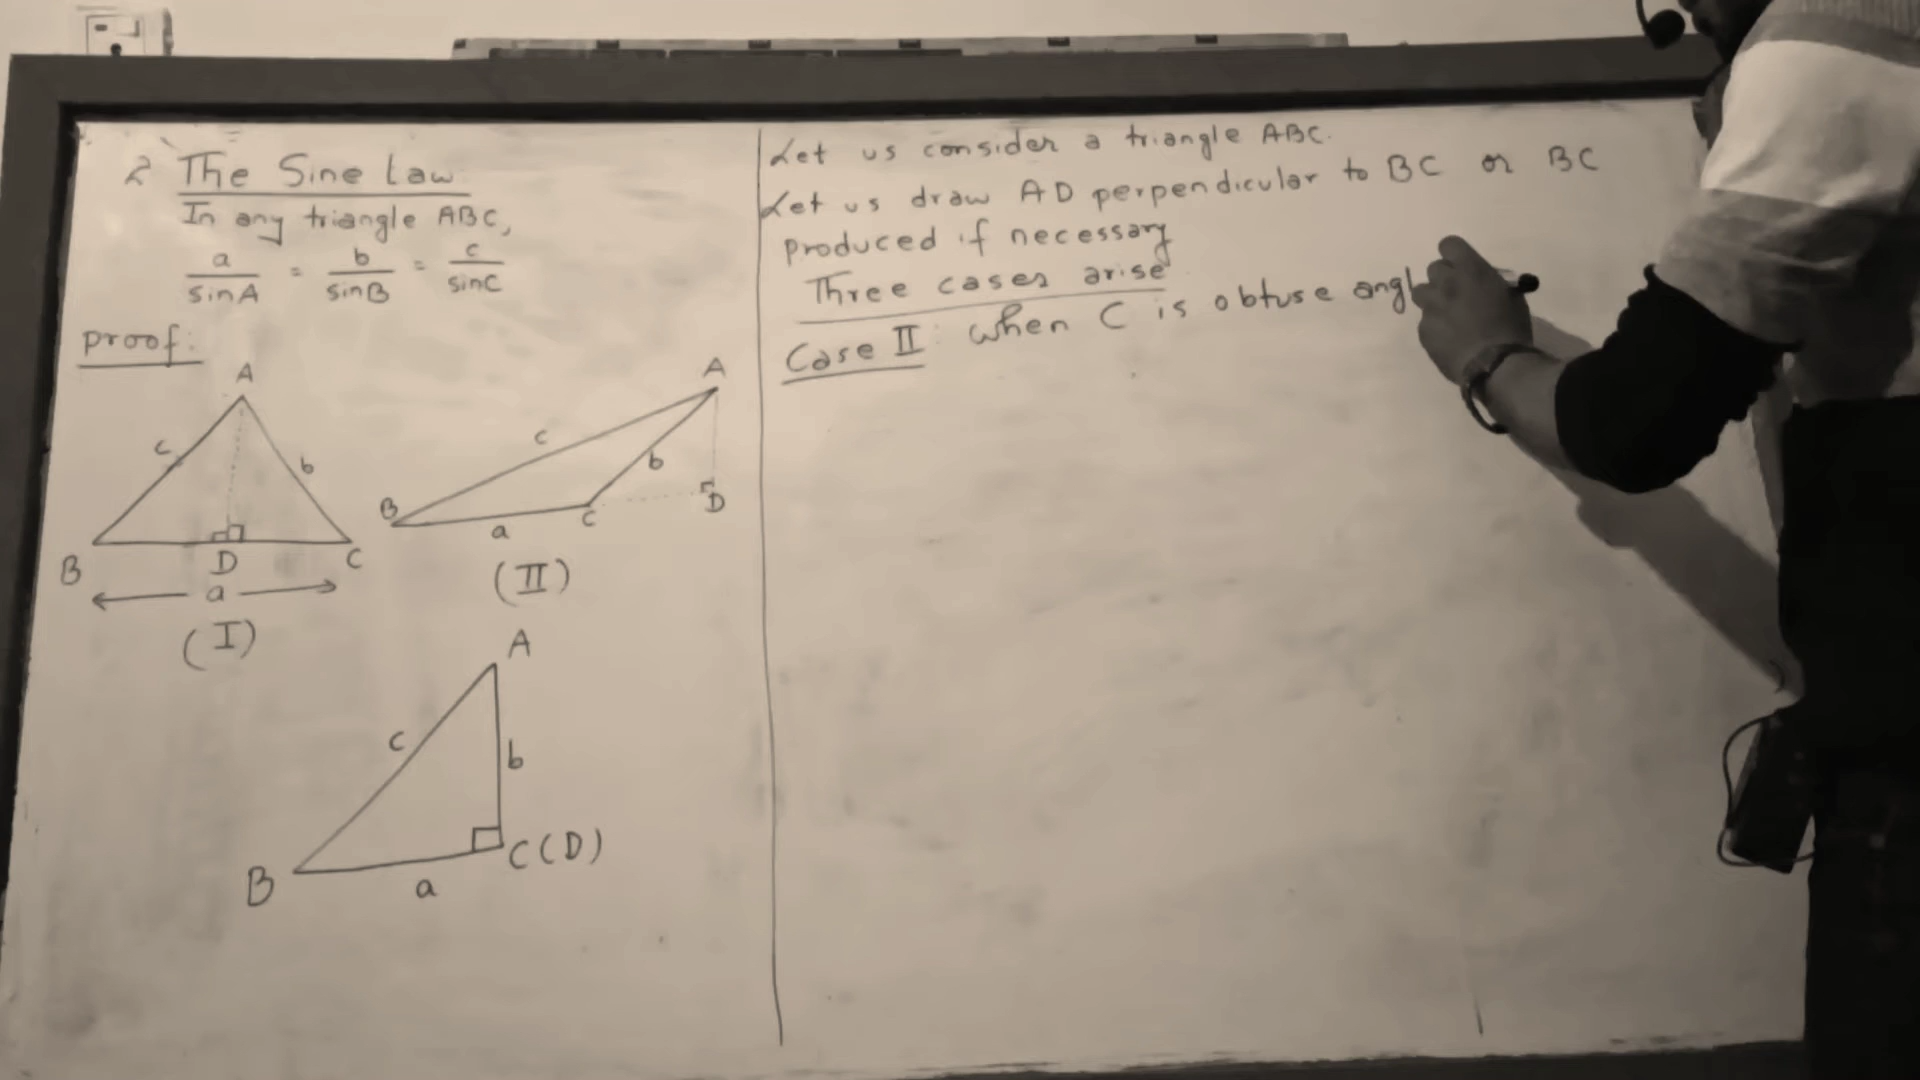 2 The Sine Law
In any triangle ABC,
a/sinA = b/sinB = c/sinC
Proof:
A
c
b
B
D
C
a
(I)
A
c
b
B
a
C
D
(II)
A
c
b
B
a
C(D)
Let us consider a triangle ABC.
Let us draw AD perpendicular to BC or BC
produced if necessary
Three cases arise
Case II: when C is obtuse angl